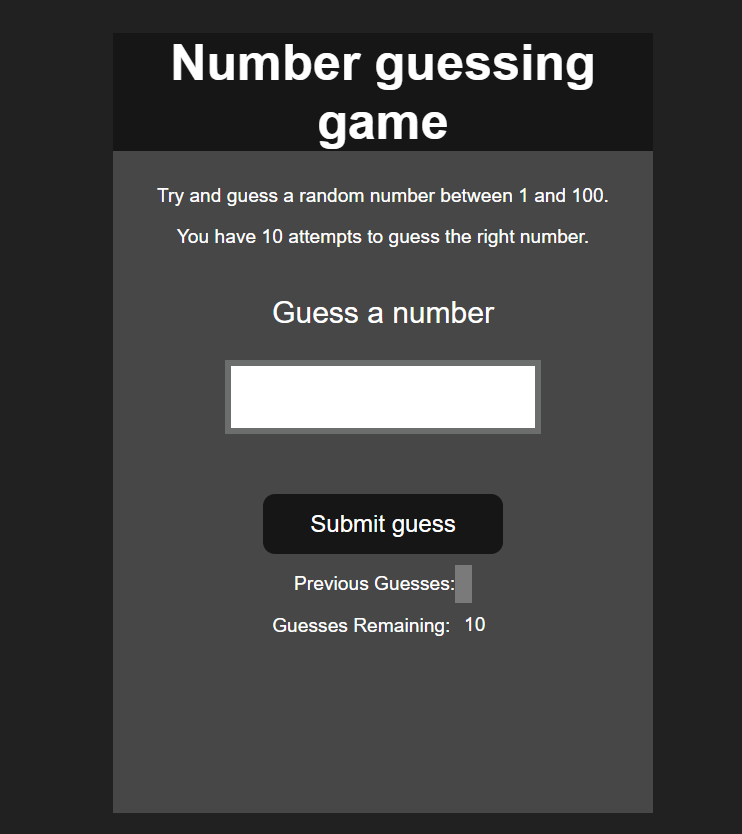 Number guessing
game
Try and guess a random number between 1 and 100.
You have 10 attempts to guess the right number.
Guess a number
Submit guess
Previous Guesses:
Guesses Remaining: 10